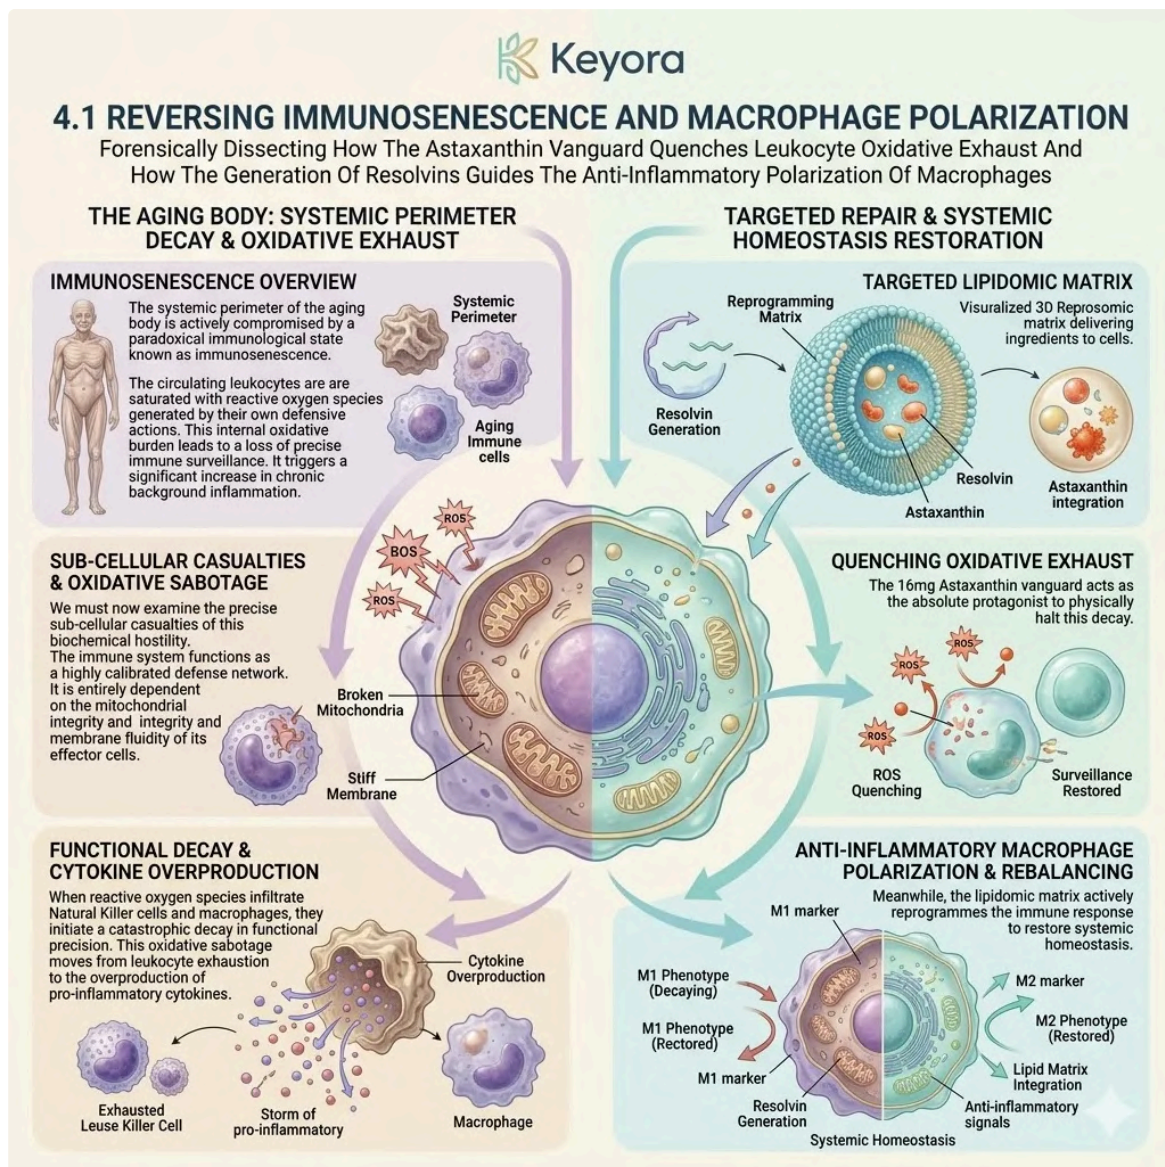 Keyora
4.1 REVERSING IMMUNOSENESCENCE AND MACROPHAGE POLARIZATION
Forensically Dissecting How The Astaxanthin Vanguard Quenches Leukocyte Oxidative Exhaust And
How The Generation Of Resolvins Guides The Anti-Inflammatory Polarization Of Macrophages
THE AGING BODY: SYSTEMIC PERIMETER
DECAY & OXIDATIVE EXHAUST
IMMUNOSENESCENCE OVERVIEW
The systemic perimeter of the aging
body is actively compromised by a
paradoxical immunological state
known as immunosenescence.
The circulating leukocytes are are
saturated with reactive oxygen species
generated by their own defensive
actions. This internal oxidative
burden leads to a loss of precise
immune surveillance. It triggers a
significant increase in chronic
background inflammation.
Systemic
Perimeter
Aging
Immune
cells
SUB-CELLULAR CASUALTIES
& OXIDATIVE SABOTAGE
We must now examine the precise
sub-cellular casualties of this
biochemical hostility.
The immune system functions as
a highly calibrated defense network.
It is entirely dependent
on the mitochondrial
integrity and integrity and
membrane fluidity of its
effector cells.
ROS
BOS
ROS
Broken
Mitochondria
Stiff
Membrane
FUNCTIONAL DECAY &
CYTOKINE OVERPRODUCTION
When reactive oxygen species infiltrate
Natural Killer cells and macrophages, they
initiate a catastrophic decay in functional
precision. This oxidative sabotage
moves from leukocyte exhaustion
to the overproduction of
pro-inflammatory cytokines.
Cytokine
Overproduction
Exhausted
Leuse Killer Cell
Storm of
pro-inflammatory
Macrophage
TARGETED REPAIR & SYSTEMIC
HOMEOSTASIS RESTORATION
TARGETED LIPIDOMIC MATRIX
Visuralized 3D Reprosomic
matrix delivering
ingredients to cells.
Reprogramming
Matrix
Resolvin
Generation
Resolvin
Astaxanthin
Astaxanthin
integration
QUENCHING OXIDATIVE EXHAUST
The 16mg Astaxanthin vanguard acts as
the absolute protagonist to physically
halt this decay.
ROS
ROS
ROS
ROS
Quenching
Surveillance
Restored
ANTI-INFLAMMATORY MACROPHAGE
POLARIZATION & REBALANCING
Meanwhile, the lipidomic matrix actively
reprogrammes the immune response
to restore systemic
homeostasis.
M1 marker
M1 Phenotype
(Decaying)
M1 Phenotype
(Rectored)
M1 marker
Resolvin
Generation
Systemic Homeostasis
M2 marker
M2 Phenotype
(Restored)
Lipid Matrix
Integration
Anti-inflammatory
signals